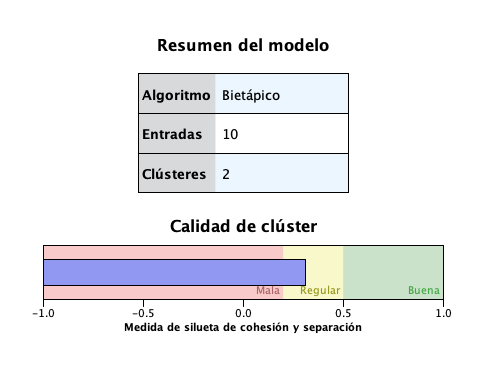 Resumen del modelo
Algoritmo Bietápico
Entradas 10
Clústeres 2
Calidad de clúster
Mala Regular Buena
-1.0 -0.5 0.0 0.5 1.0
Medida de silueta de cohesión y separación